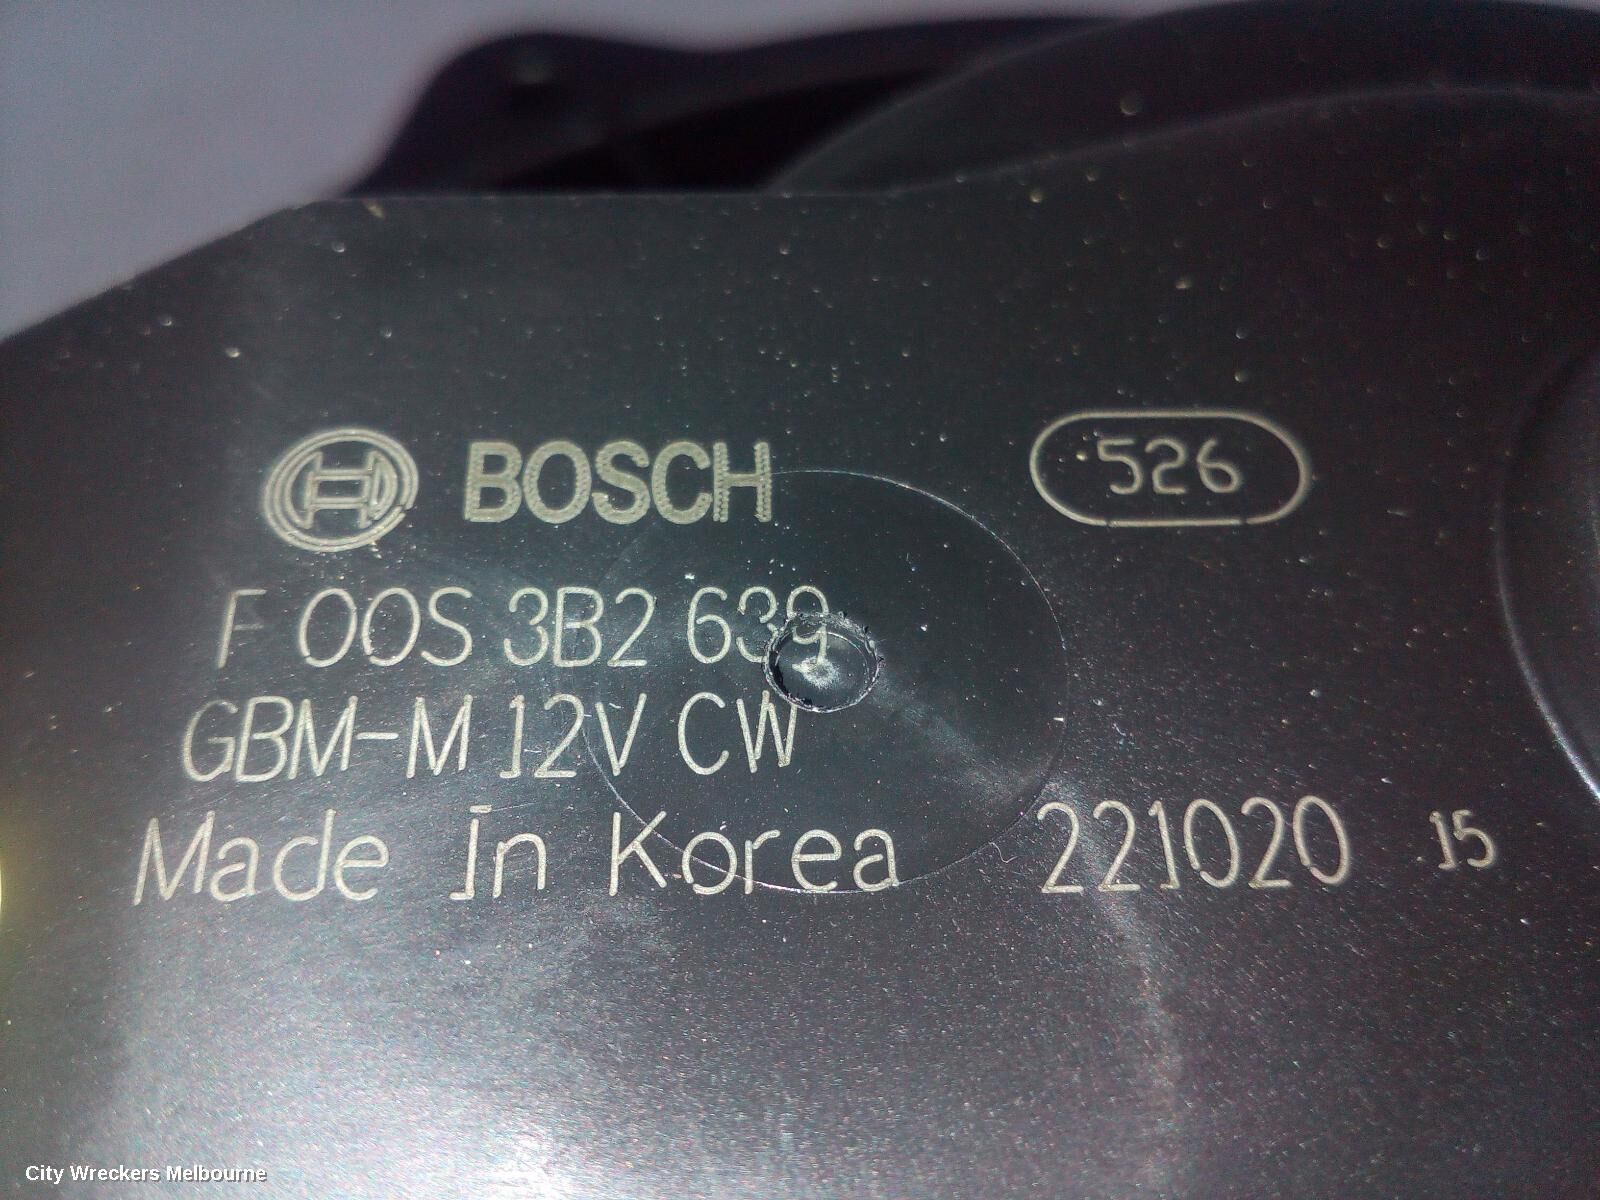 BOSCH 526
F 00S 3B2 639
GBM-M 12V CW
Made In Korea 221020 15
City Wreckers Melbourne